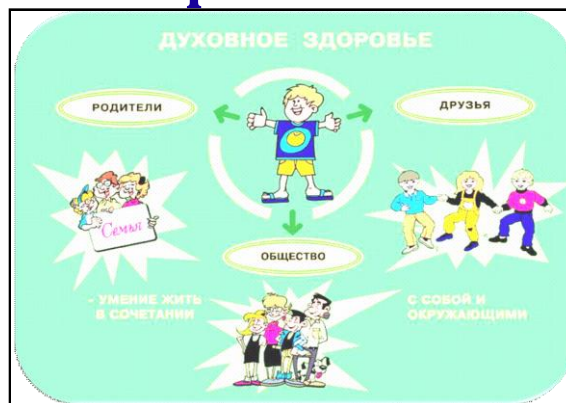 ДУХОВНОЕ ЗДОРОВЬЕ
РОДИТЕЛИ
ДРУЗЬЯ
Семья
ОБЩЕСТВО
- УМЕНИЕ ЖИТЬ
В СОЧЕТАНИИ
С СОБОЙ И
ОКРУЖАЮЩИМИ